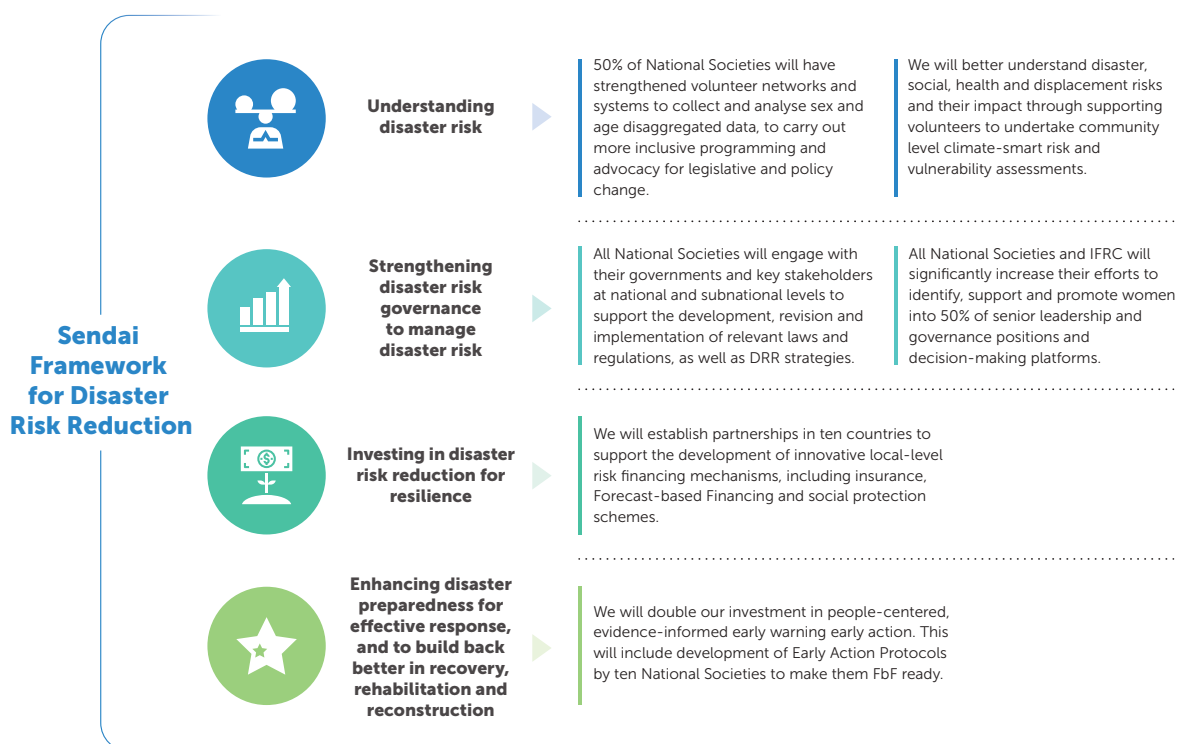 Sendai
Framework
for Disaster
Risk Reduction
Understanding
disaster risk
50% of National Societies will have
strengthened volunteer networks and
systems to collect and analyse sex and
age disaggregated data, to carry out
more inclusive programming and
advocacy for legislative and policy
change.
We will better understand disaster,
social, health and displacement risks
and their impact through supporting
volunteers to undertake community
level climate-smart risk and
vulnerability assessments.
Strengthening
disaster risk
governance
to manage
disaster risk
All National Societies will engage with
their governments and key stakeholders
at national and subnational levels to
support the development, revision and
implementation of relevant laws and
regulations, as well as DRR strategies.
All National Societies and IFRC will
significantly increase their efforts to
identify, support and promote women
into 50% of senior leadership and
governance positions and
decision-making platforms.
Investing in disaster
risk reduction for
resilience
We will establish partnerships in ten countries to
support the development of innovative local-level
risk financing mechanisms, including insurance,
Forecast-based Financing and social protection
schemes.
Enhancing disaster
preparedness for
effective response,
and to build back
better in recovery,
rehabilitation and
reconstruction
We will double our investment in people-centered,
evidence-informed early warning early action. This
will include development of Early Action Protocols
by ten National Societies to make them FbF ready.